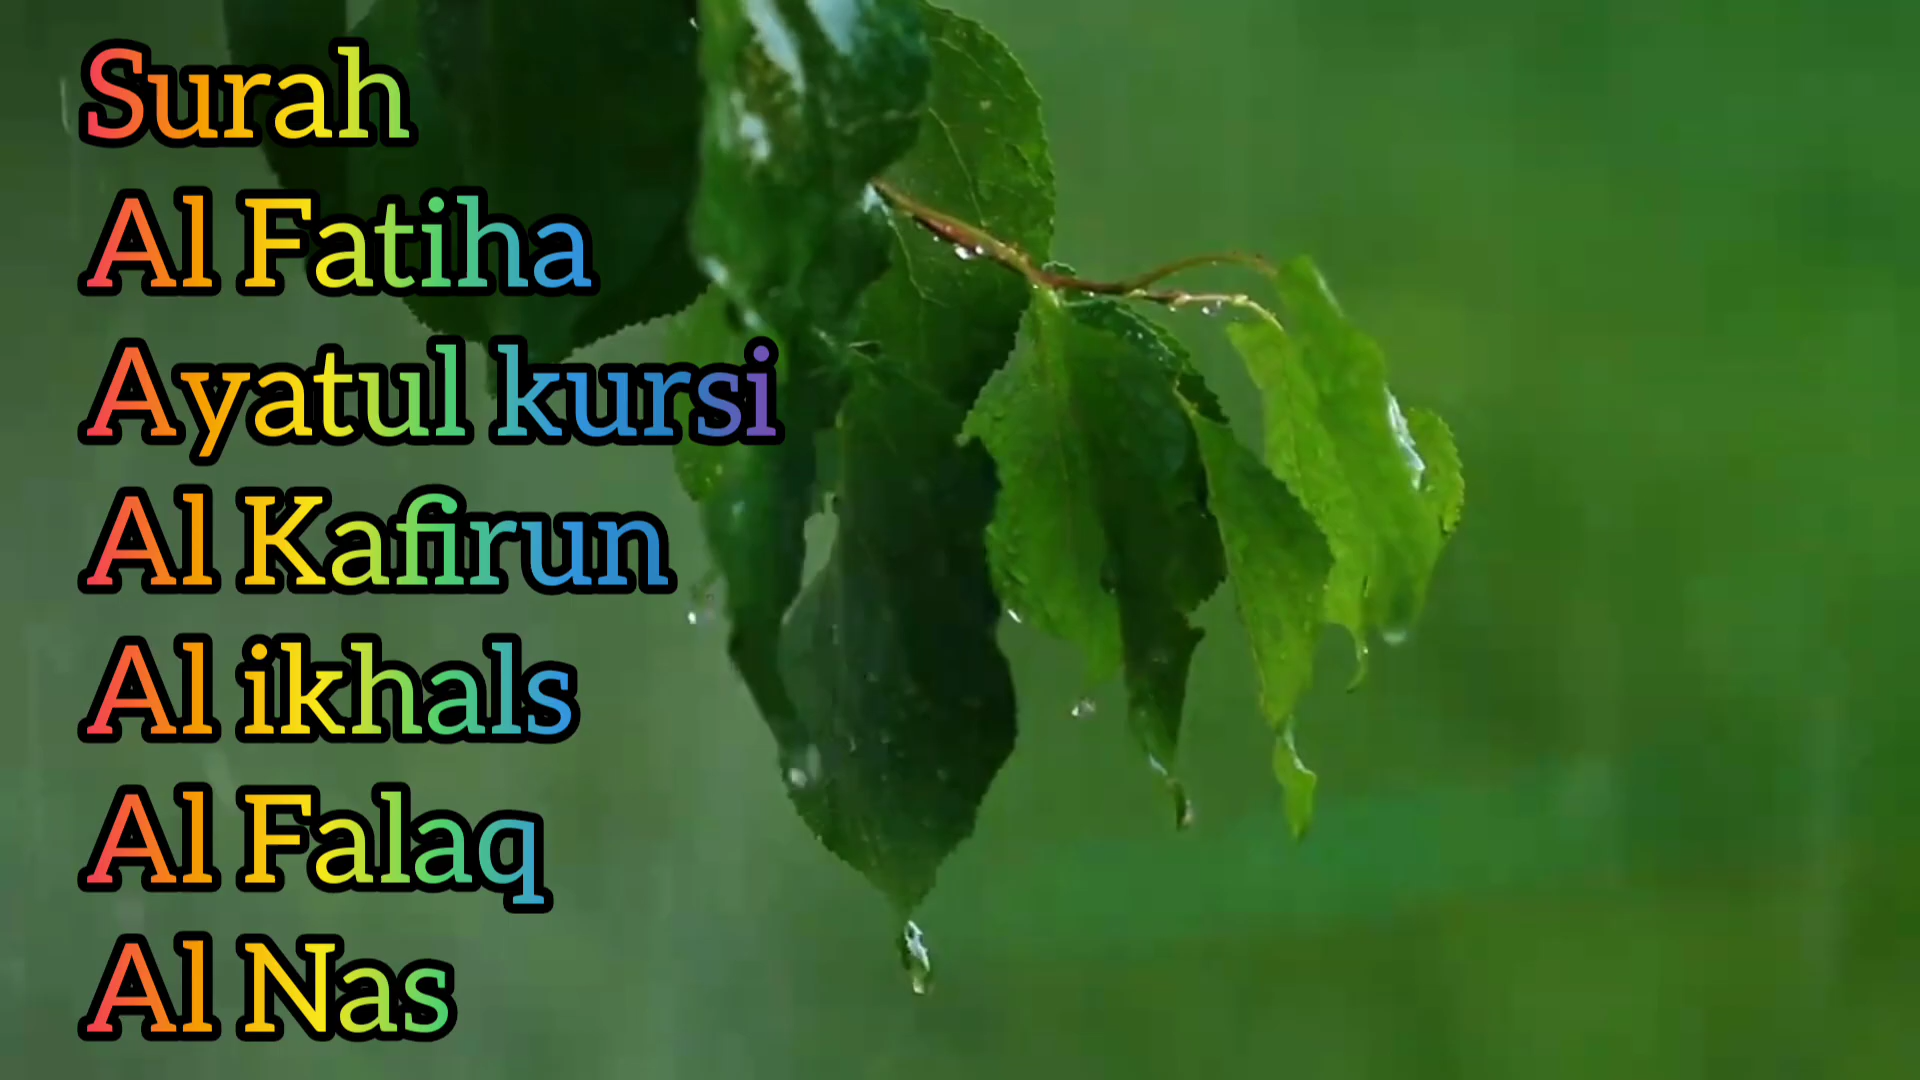 Surah
Al Fatiha
Ayatul kursi
Al Kafirun
Al ikhals
Al Falaq
Al Nas